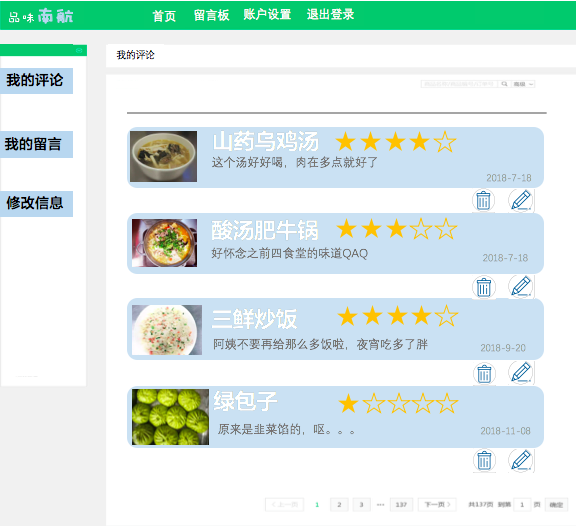 品味南航
首页 留言板 账户设置 退出登录
我的评论
我的评论
我的留言
修改信息
山药乌鸡汤
这个汤好好喝，肉在多点就好了
2018-7-18
酸汤肥牛锅
好怀念之前四食堂的味道QAQ
2018-7-18
三鲜炒饭
阿姨不要再给那么多饭啦，夜宵吃多了胖
2018-9-20
绿包子
原来是韭菜馅的，呕。。。
2018-11-08
<上一页 1 2 3 ••• 137 下一页> 共137页 到第 1 页 确定